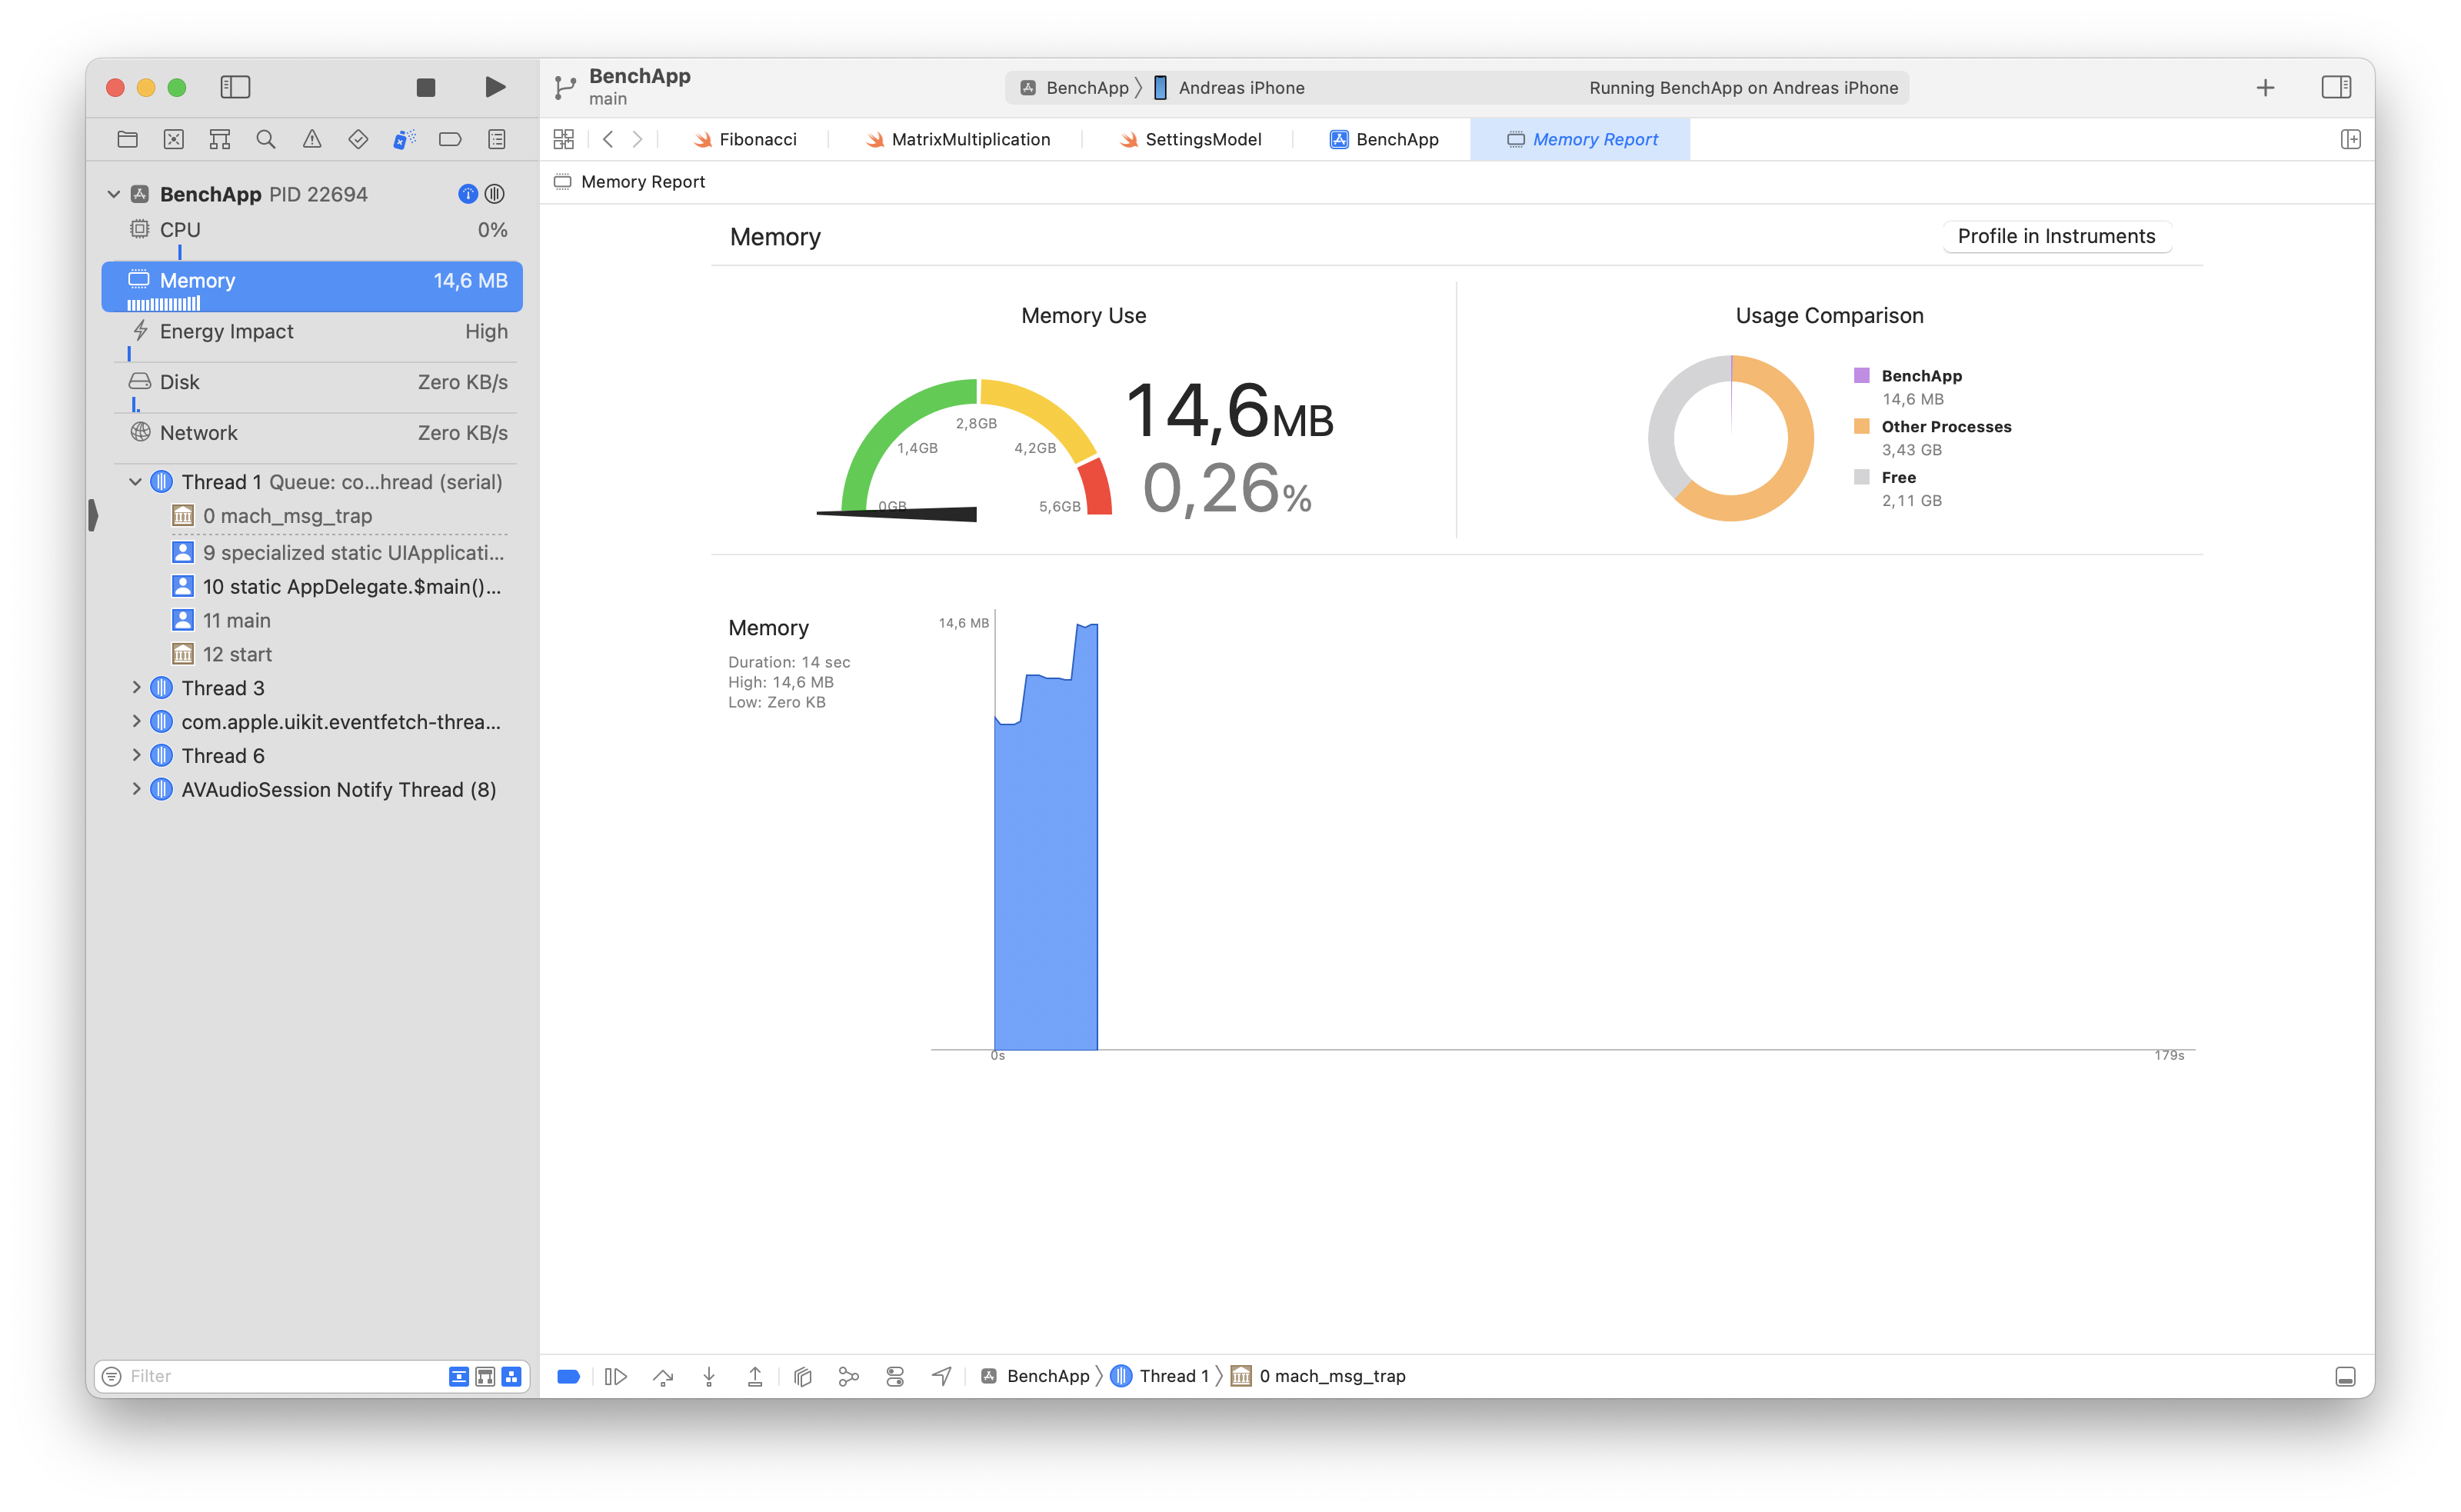 BenchApp
main
BenchApp
Andreas iPhone
Running BenchApp on Andreas iPhone
Fibonacci
MatrixMultiplication
SettingsModel
BenchApp
Memory Report
Memory Report
BenchApp PID 22694
CPU 0%
Memory 14,6 MB
Energy Impact High
Disk Zero KB/s
Network Zero KB/s
Thread 1 Queue: co...hread (serial)
0 mach_msg_trap
9 specialized static UIApplicati...
10 static AppDelegate.$main()...
11 main
12 start
Thread 3
com.apple.uikit.eventfetch-threa...
Thread 6
AVAudioSession Notify Thread (8)
Filter
Memory
Profile in Instruments
Memory Use
0GB
1,4GB
2,8GB
4,2GB
5,6GB
14,6MB
0,26%
Usage Comparison
BenchApp
14,6 MB
Other Processes
3,43 GB
Free
2,11 GB
Memory
Duration: 14 sec
High: 14,6 MB
Low: Zero KB
14,6 MB
0s
179s
BenchApp
Thread 1
0 mach_msg_trap